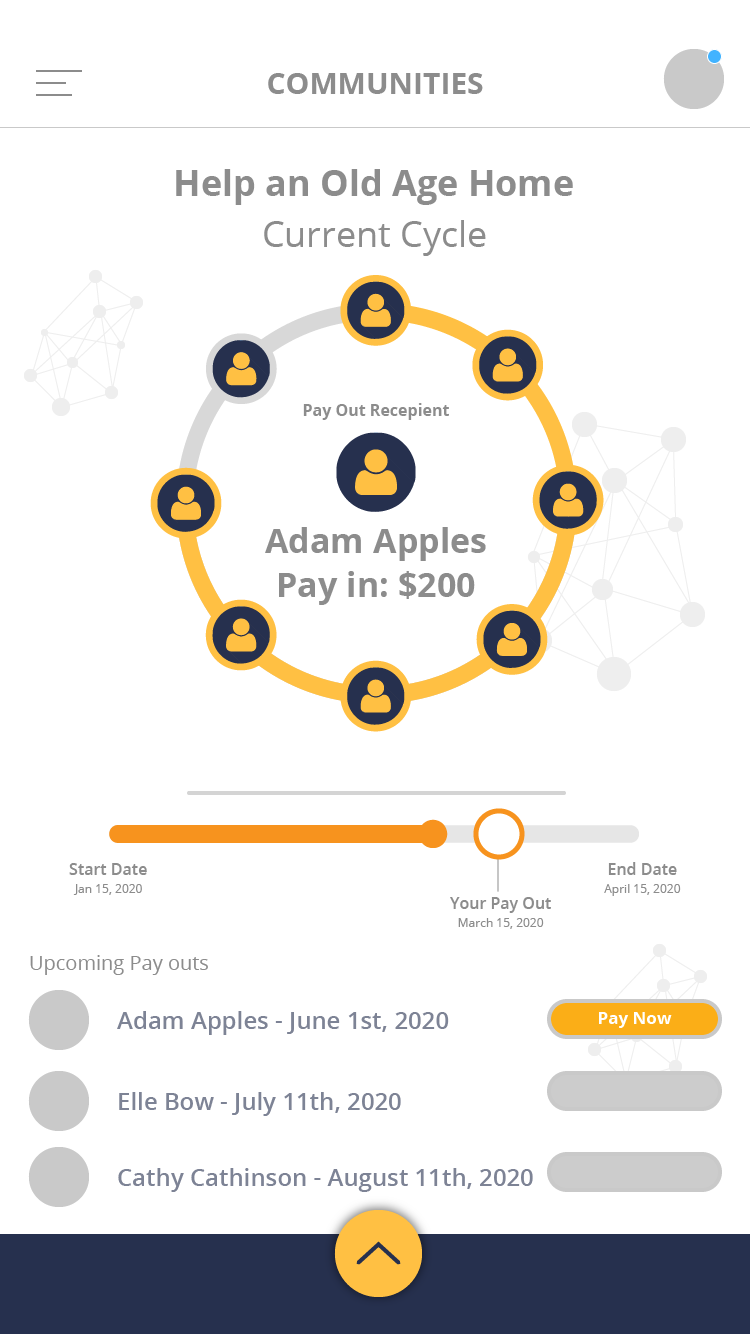 COMMUNITIES
Help an Old Age Home
Current Cycle
Pay Out Recepient
Adam Apples
Pay in: $200
Start Date
Jan 15, 2020
End Date
April 15, 2020
Your Pay Out
March 15, 2020
Upcoming Pay outs
Adam Apples - June 1st, 2020
Pay Now
Elle Bow - July 11th, 2020
Cathy Cathinson - August 11th, 2020